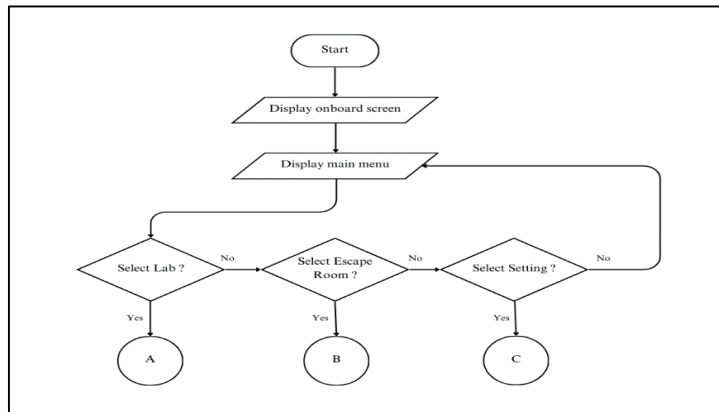 Start
Display onboard screen
Display main menu
Select Lab ?
No
Select Escape
Room ?
No
Select Setting ?
No
Yes
Yes
Yes
A
B
C